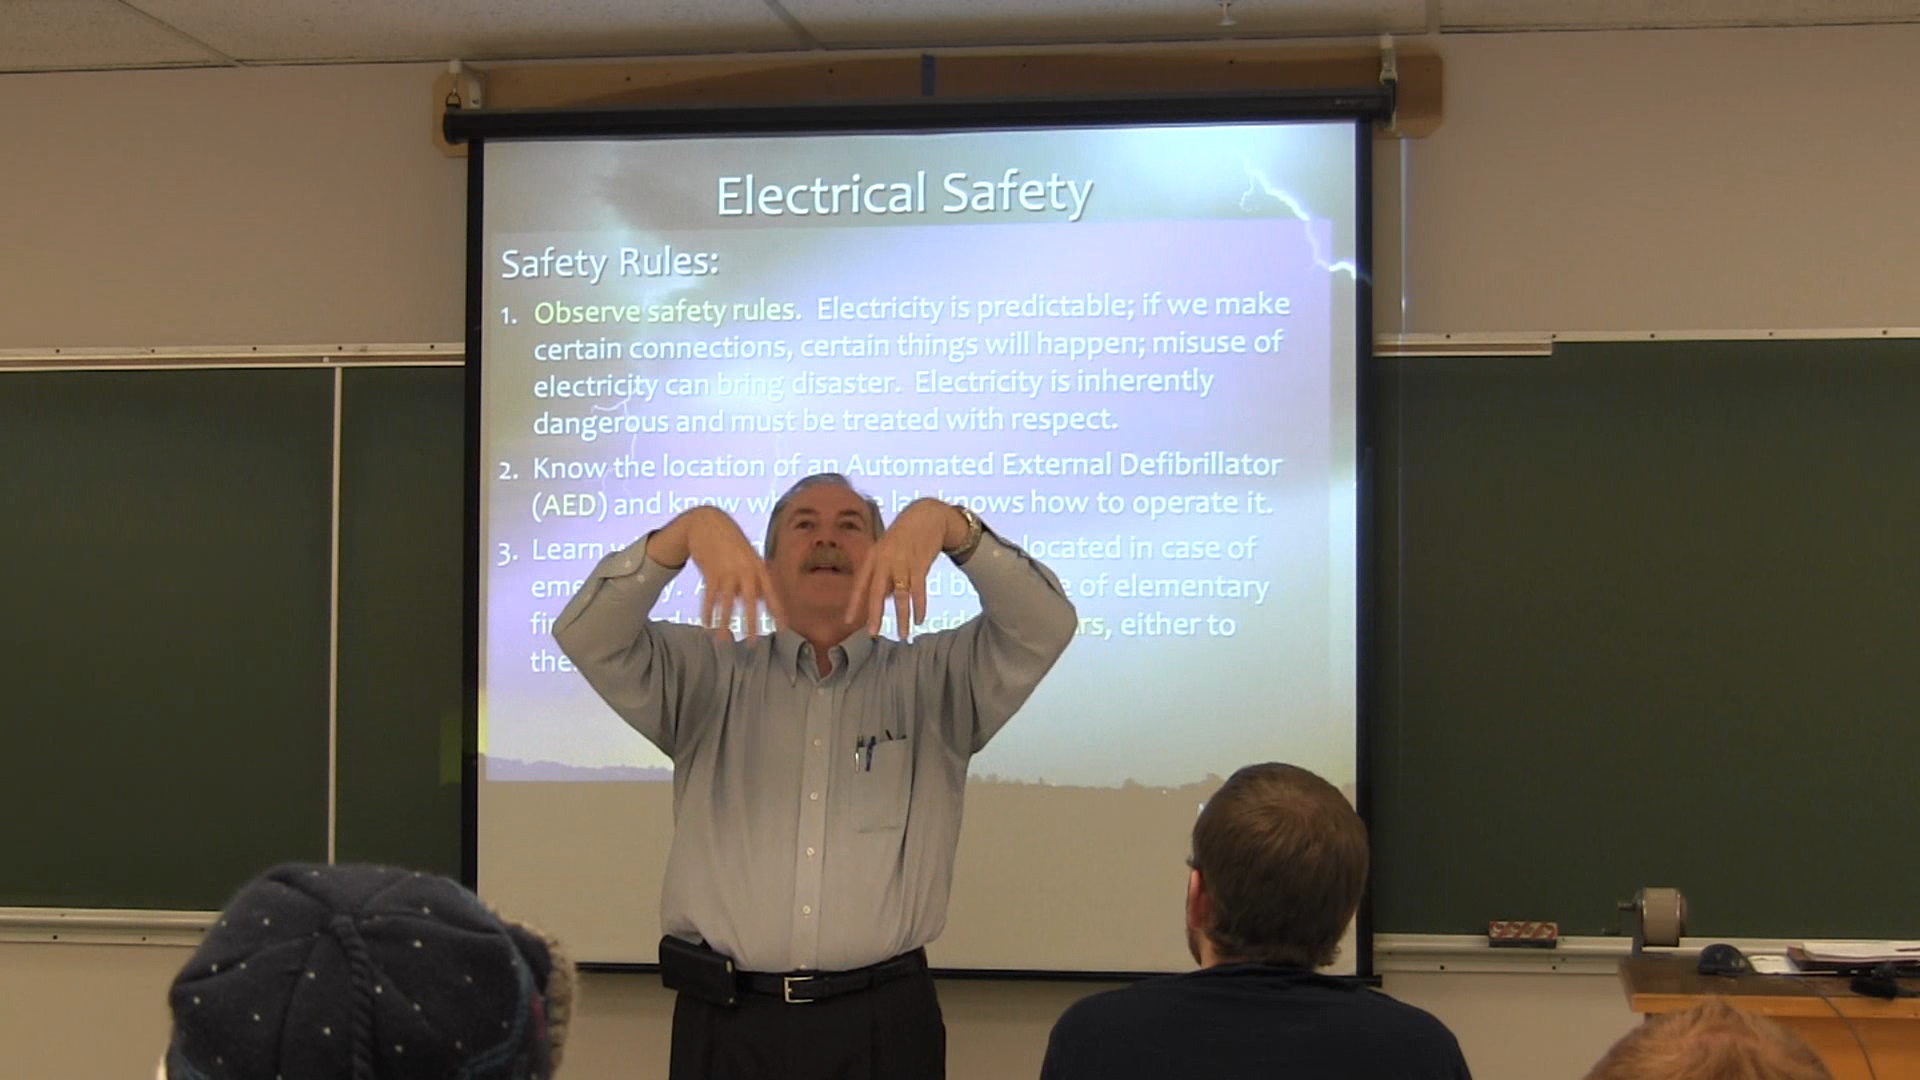 Electrical Safety
Safety Rules:
1. Observe safety rules. Electricity is predictable; if we make
certain connections, certain things will happen; misuse of
electricity can bring disaster. Electricity is inherently
dangerous and must be treated with respect.
2. Know the location of an Automated External Defibrillator
(AED) and know lab knows how to operate it.
3. Learn located in case of
of elementary
what either to